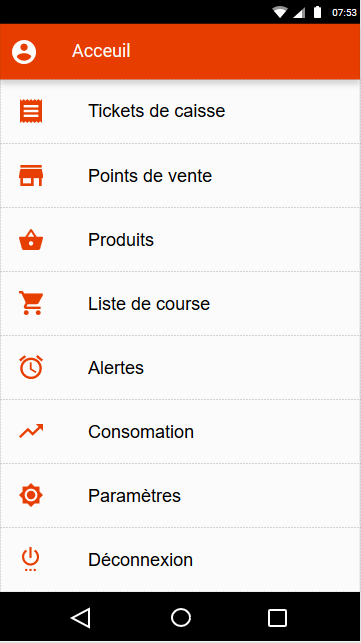 07:53
Acceuil
Tickets de caisse
Points de vente
Produits
Liste de course
Alertes
Consomation
Paramètres
Déconnexion